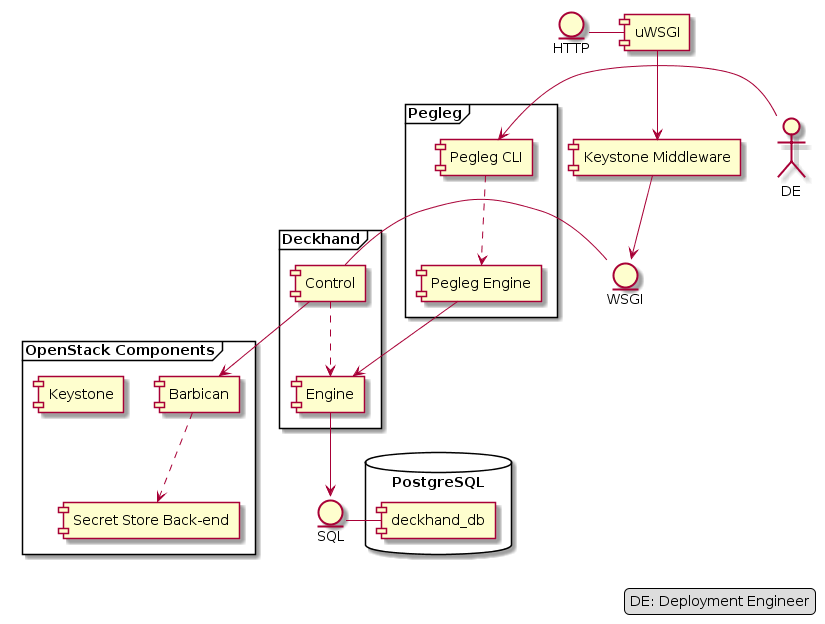 HTTP
uWSGI
Pegleg
Pegleg CLI
Keystone Middleware
DE
Deckhand
Control
Pegleg Engine
WSGI
OpenStack Components
Keystone
Barbican
Engine
PostgreSQL
Secret Store Back-end
SQL
deckhand_db
DE: Deployment Engineer